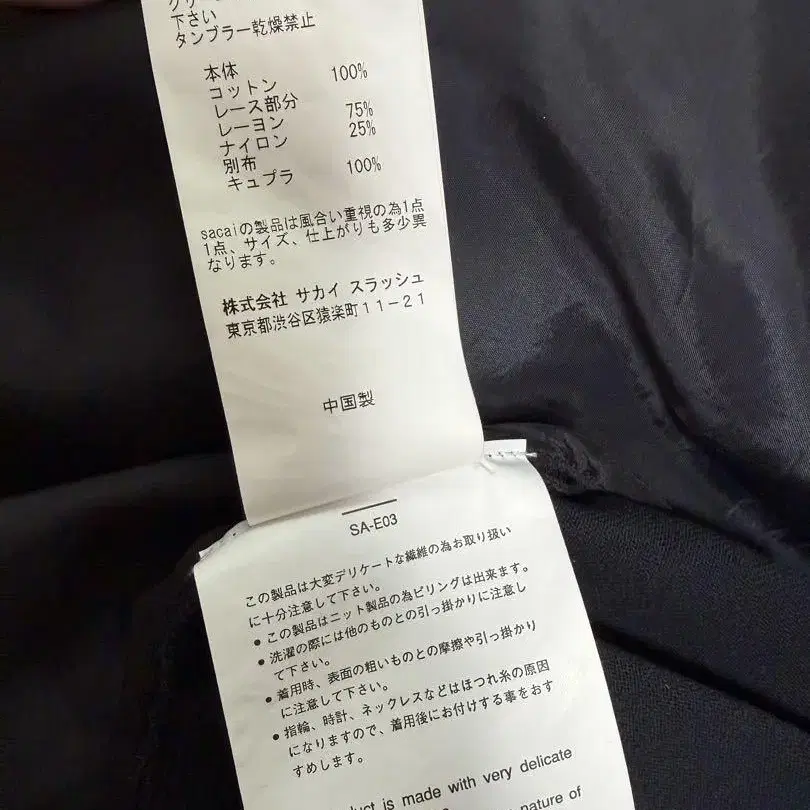 下さい
タンブラー乾燥禁止
本体
コットン 100%
レース部分
レーヨン 75%
ナイロン 25%
別布
キュプラ 100%
sacaiの製品は風合い重視の為1点
1点、サイズ、仕上がりも多少異
なります。
株式会社 サカイ スラッシュ
東京都渋谷区猿楽町11-21
中国製
SA-E03
この製品は大変デリケートな繊維の為お取り扱い
に十分注意して下さい。
● この製品はニット製品の為ピリングは出来ます。
● 洗濯の際には他のものとの引っ掛かりに注意し
て下さい。
● 着用時、表面の粗いものとの摩擦や引っ掛かり
に注意して下さい。
● 指輪、時計、ネックレスなどはほつれ糸の原因
になりますので、着用後にお付けする事をおす
すめします。
is made with very delicate
nature of